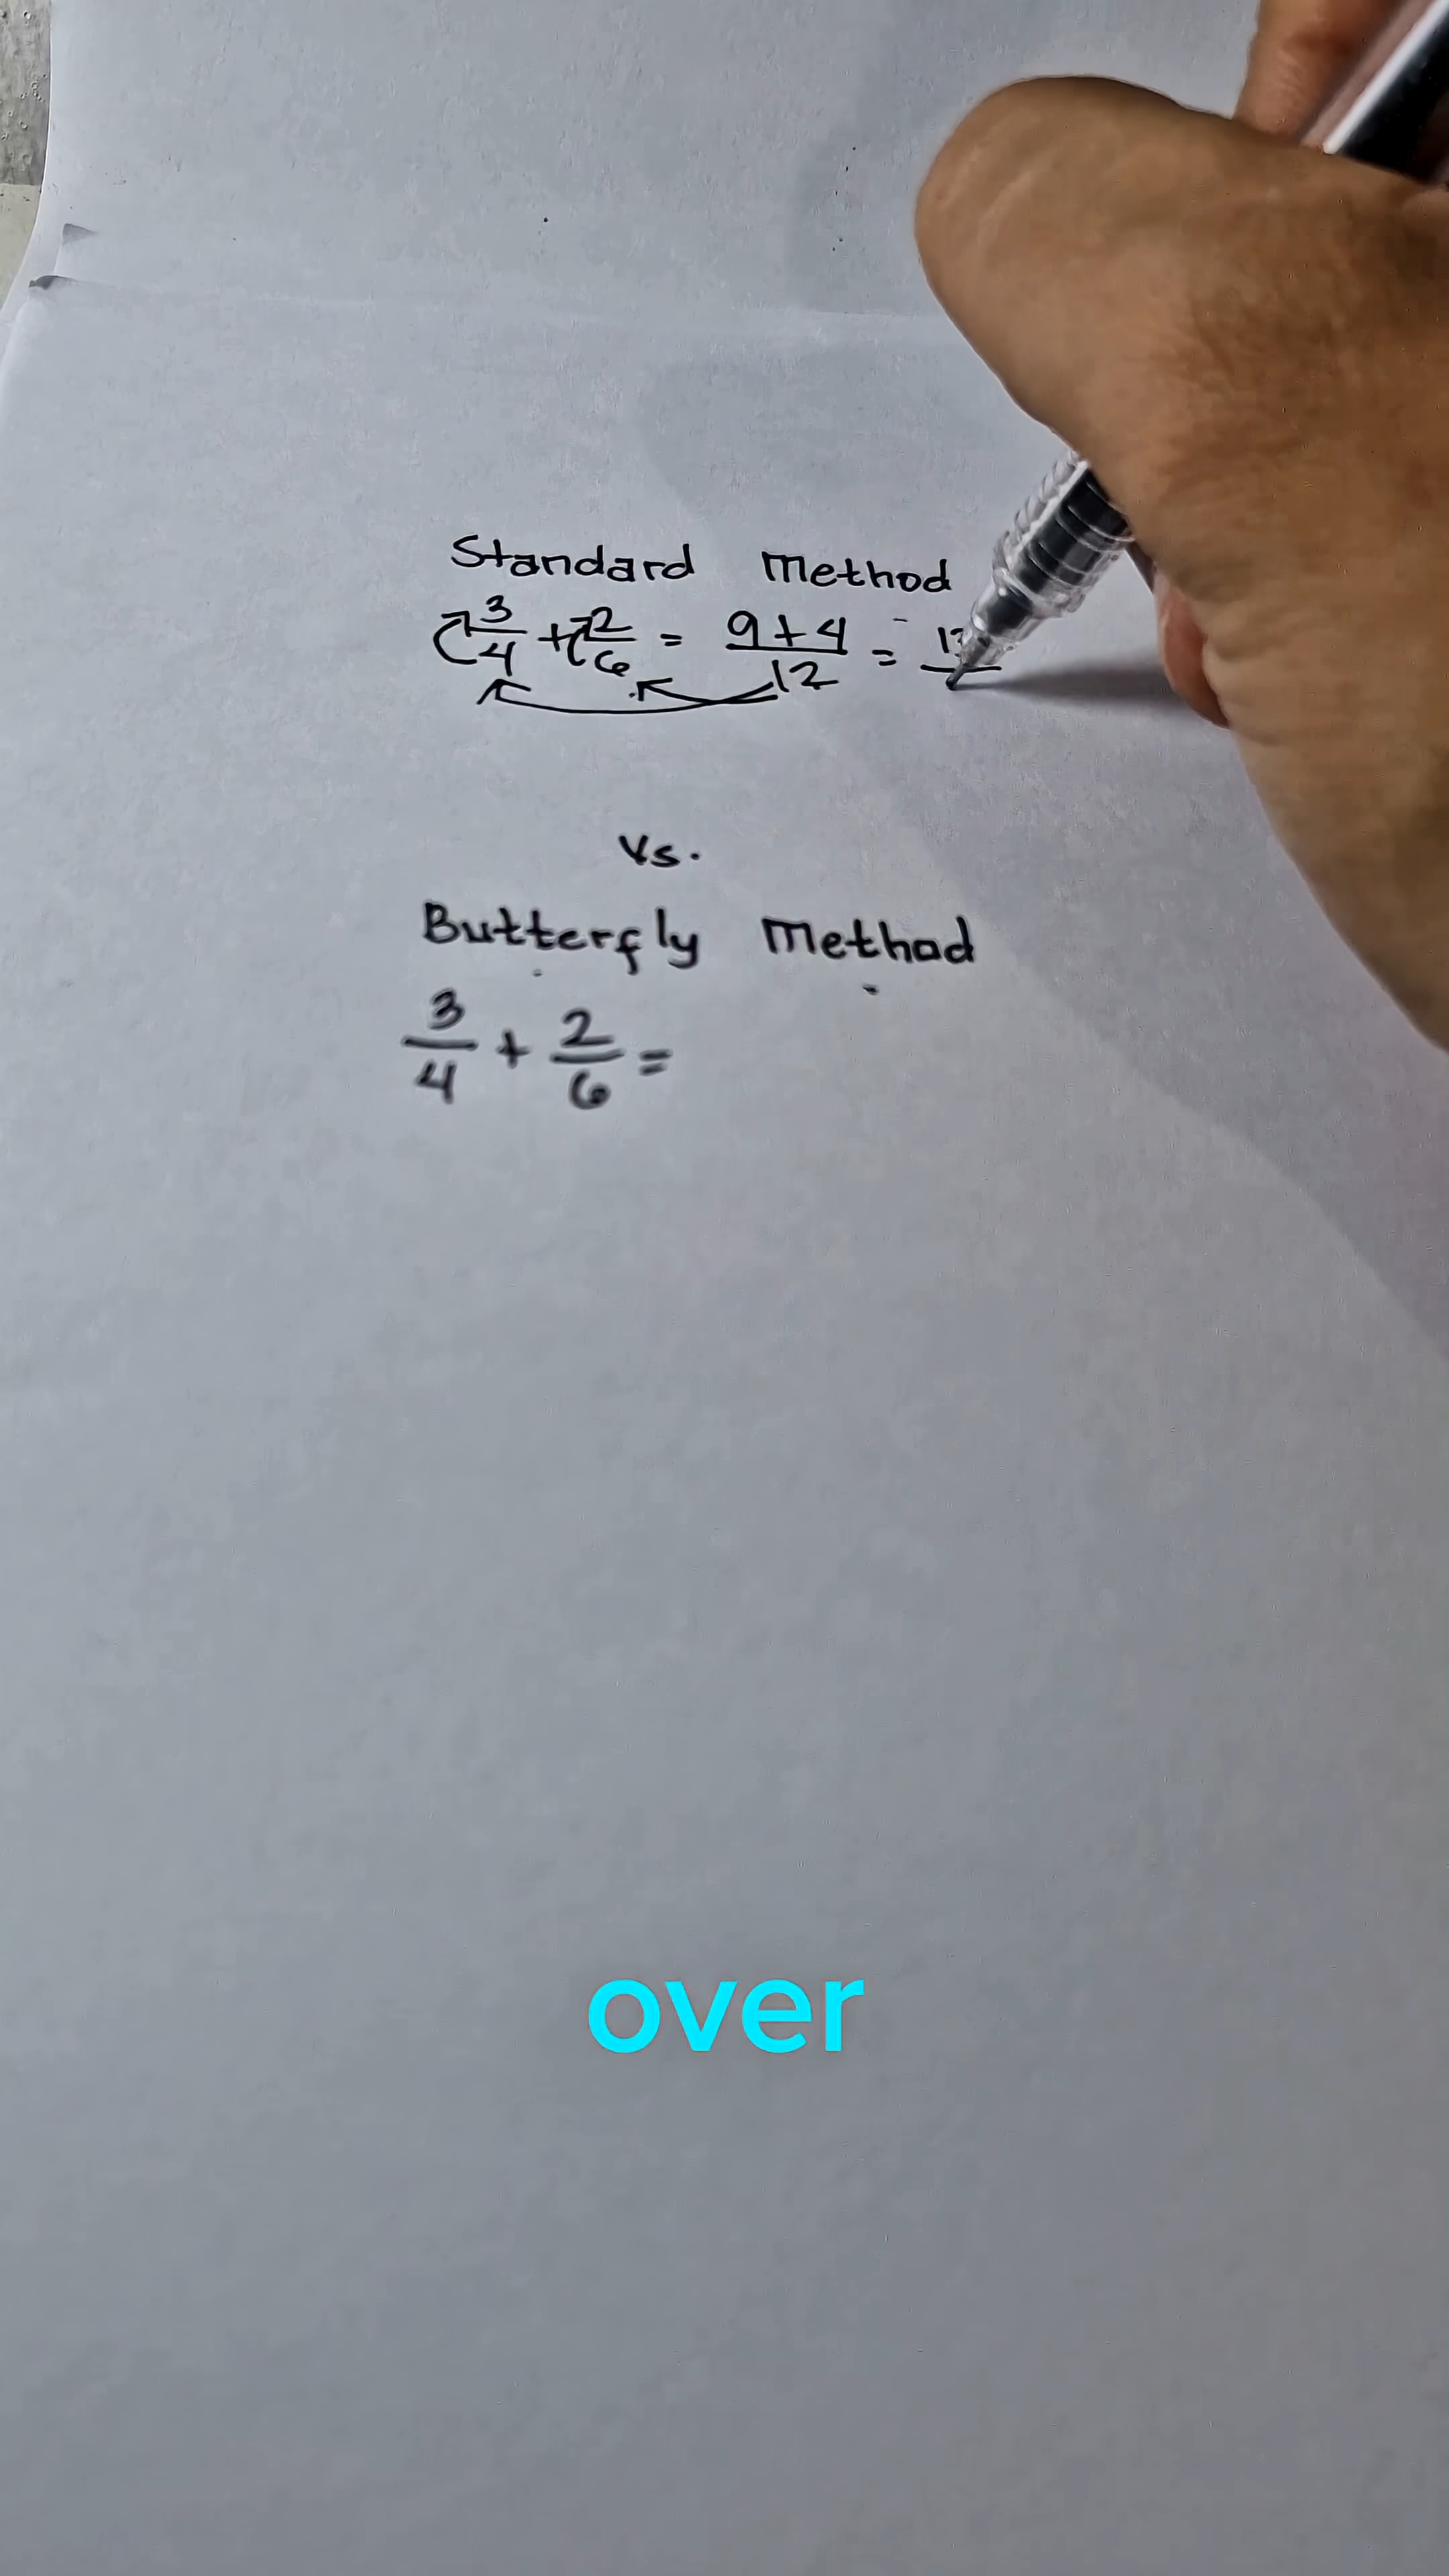 Standard Method
3/4 + 2/6 = 9+4/12 =
Vs.
Butterfly Method
3/4 + 2/6 =
over